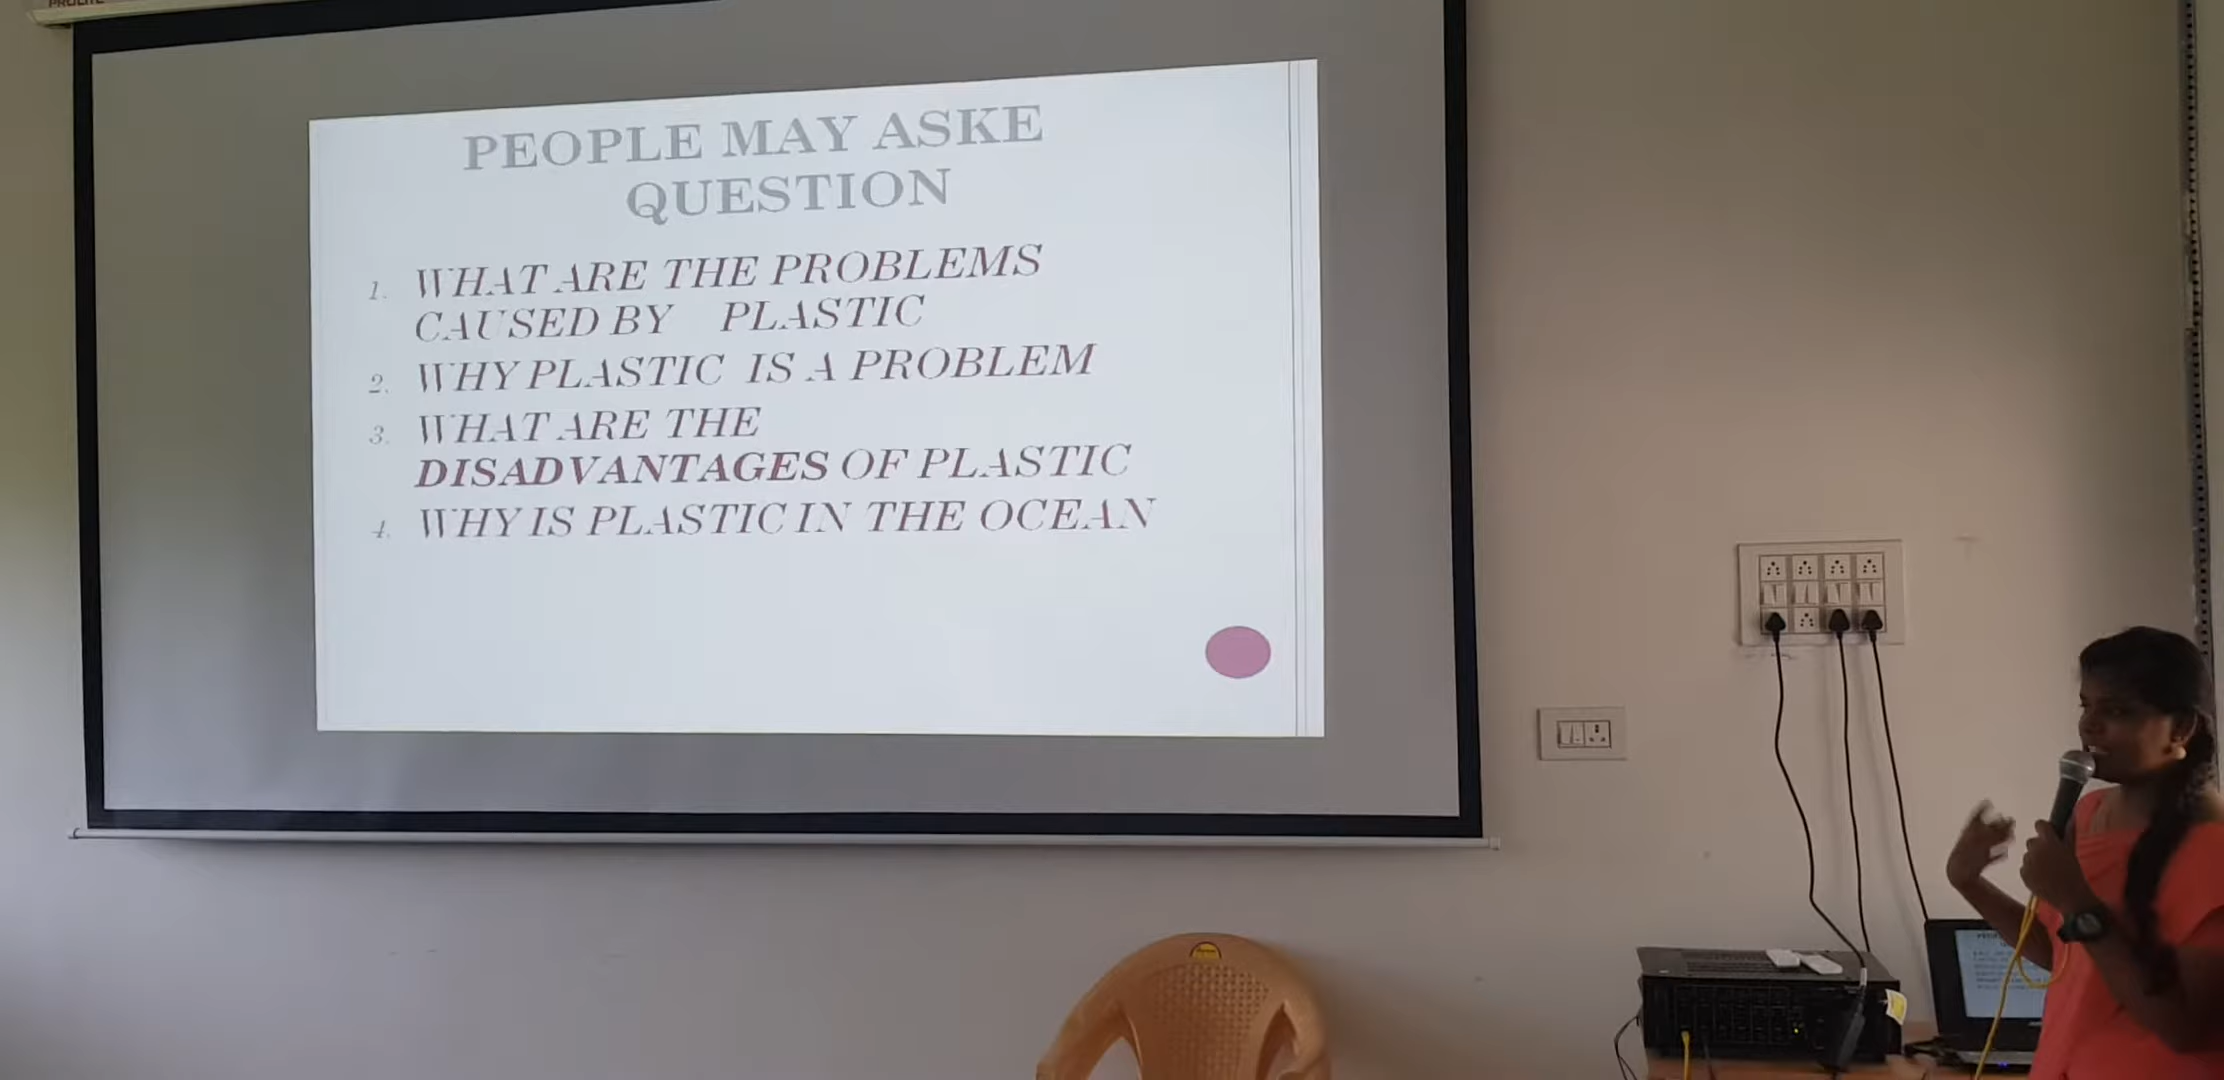 PEOPLE MAY ASKE
QUESTION
1. WHAT ARE THE PROBLEMS
CAUSED BY PLASTIC
2. WHY PLASTIC IS A PROBLEM
3. WHAT ARE THE
DISADVANTAGES OF PLASTIC
4. WHY IS PLASTIC IN THE OCEAN